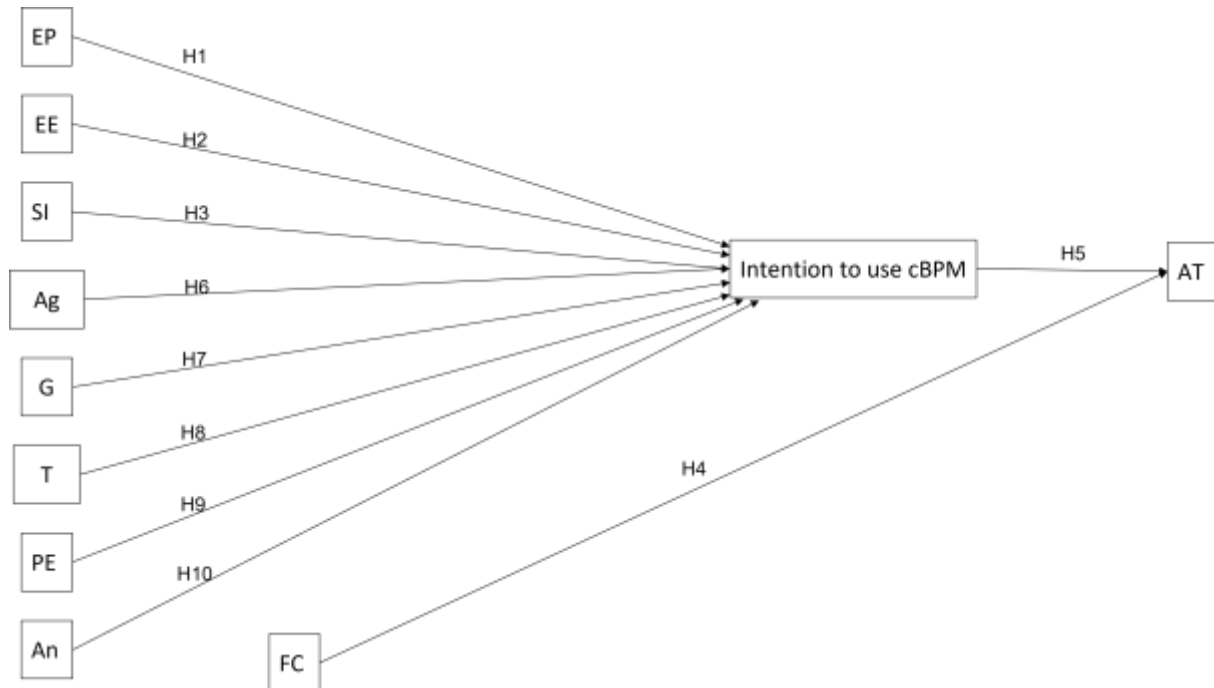 EP
H1
EE
H2
SI
H3
Ag
H6
Intention to use cBPM
H5
AT
G
H7
T
H8
H4
PE
H9
An
H10
FC